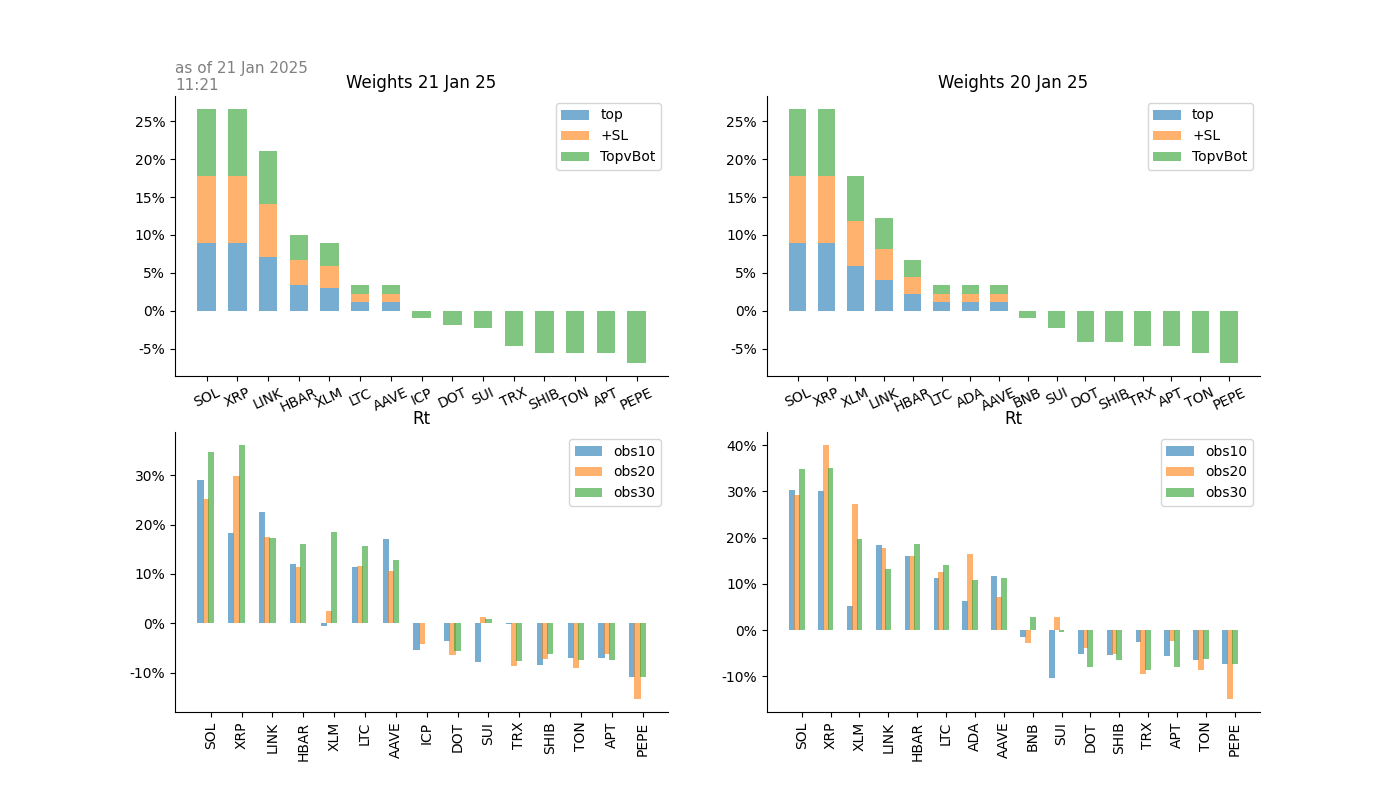 as of 21 Jan 2025
11:21
Weights 21 Jan 25
25%
20%
15%
10%
5%
0%
-5%
top
+SL
TopvBot
SOL XRP LINK HBAR XLM LTC AAVE ICP DOT SUI TRX SHIB TON APT PEPE
Weights 20 Jan 25
25%
20%
15%
10%
5%
0%
-5%
top
+SL
TopvBot
SOL XRP XLM LINK HBAR LTC ADA AAVE BNB SUI DOT SHIB TRX APT TON PEPE
Rt
30%
20%
10%
0%
-10%
obs10
obs20
obs30
SOL XRP LINK HBAR XLM LTC AAVE ICP DOT SUI TRX SHIB TON APT PEPE
Rt
40%
30%
20%
10%
0%
-10%
obs10
obs20
obs30
SOL XRP XLM LINK HBAR LTC ADA AAVE BNB SUI DOT SHIB TRX APT TON PEPE